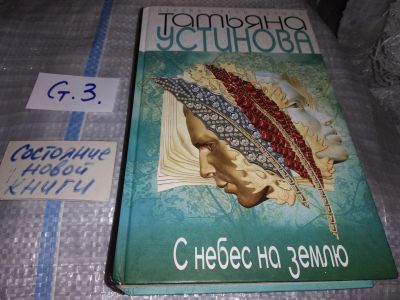 Татьяна
УСТИНОВА
С небес на землю
G.3.
Состояние
новой
книги